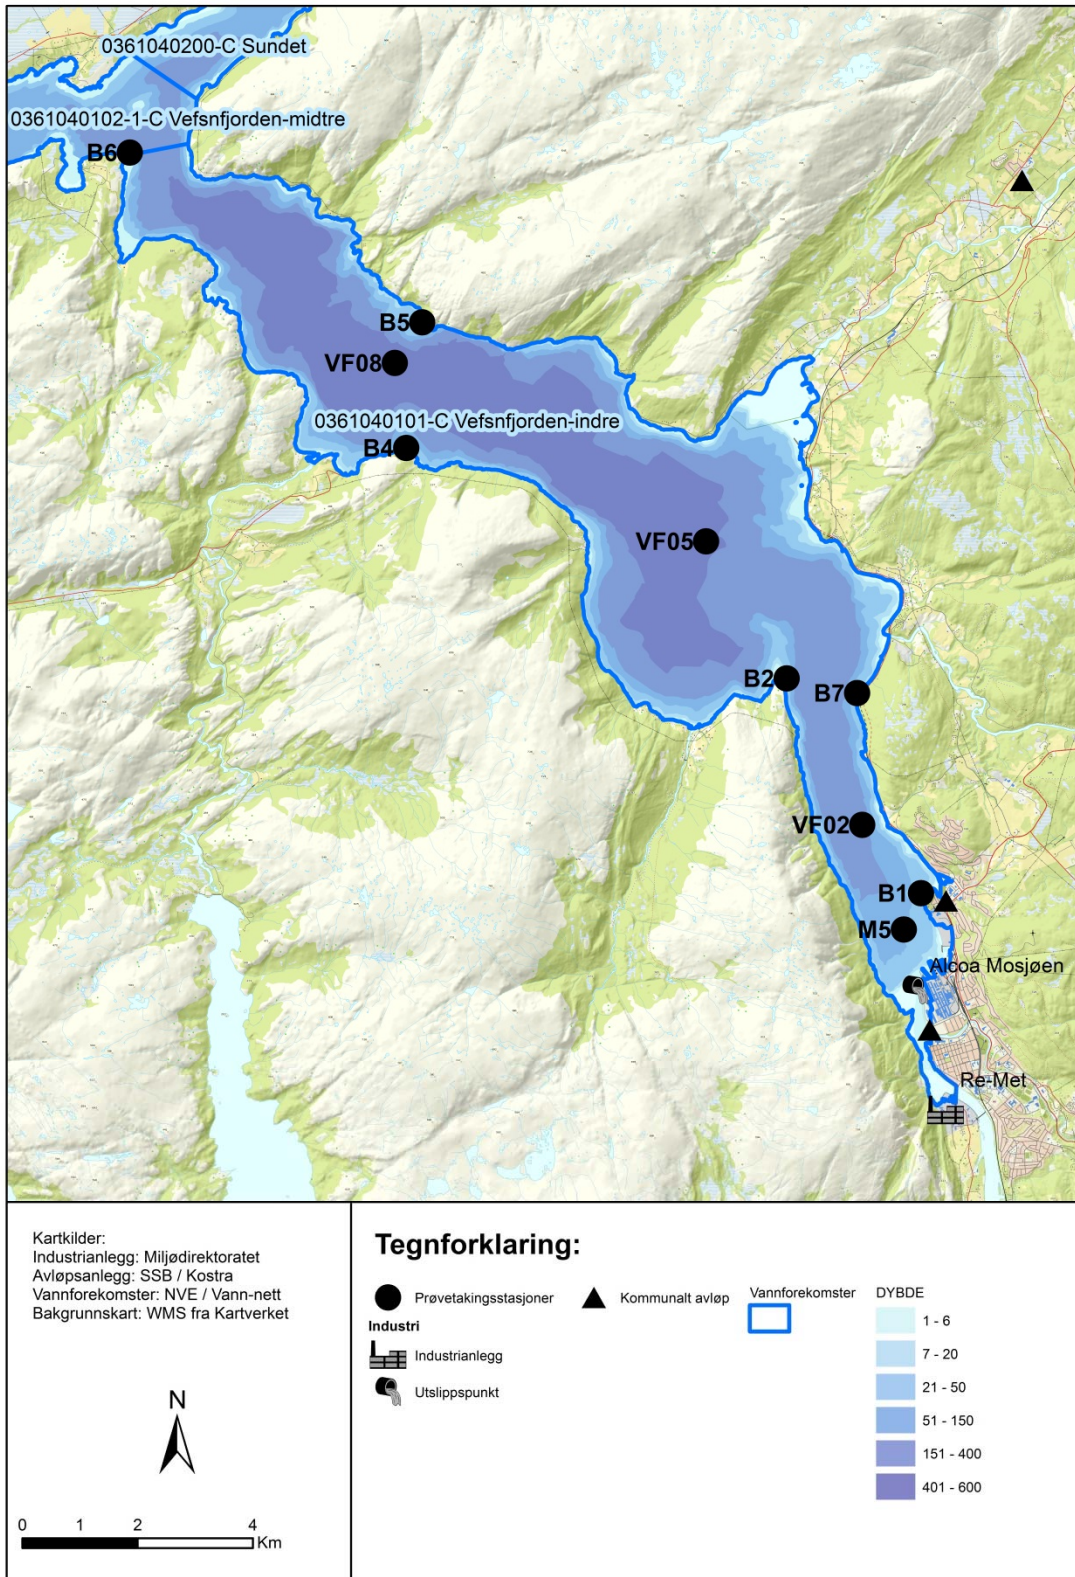 0361040200-C Sundet
0361040102-1-C Vefsnfjorden-midtre
B6
B5
VF08
0361040101-C Vefsnfjorden-indre
B4
VF05
B2
B7
VF02
B1
M5
Alcoa Mosjøen
Re-Met
Kartkilder:
Industrianlegg: Miljødirektoratet
Avløpsanlegg: SSB / Kostra
Vannforekomster: NVE / Vann-nett
Bakgrunnskart: WMS fra Kartverket
N
0 1 2 4
Km
Tegnforklaring:
Prøvetakingsstasjoner
Industri
Industrianlegg
Utslippspunkt
Kommunalt avløp
Vannforekomster
DYBDE
1 - 6
7 - 20
21 - 50
51 - 150
151 - 400
401 - 600